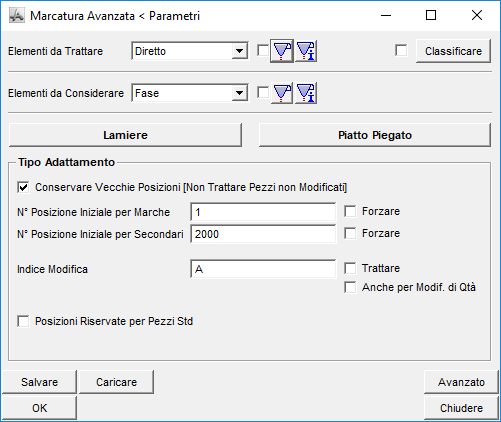 Marcatura Avanzata < Parametri
Elementi da Trattare Diretto Classificare
Elementi da Considerare Fase
Lamiere Piatto Piegato
Tipo Adattamento
Conservare Vecchie Posizioni [Non Trattare Pezzi non Modificati]
N° Posizione Iniziale per Marche 1 Forzare
N° Posizione Iniziale per Secondari 2000 Forzare
Indice Modifica A Trattare
Anche per Modif. di Qtà
Posizioni Riservate per Pezzi Std
Salvare Caricare Avanzato
OK Chiudere